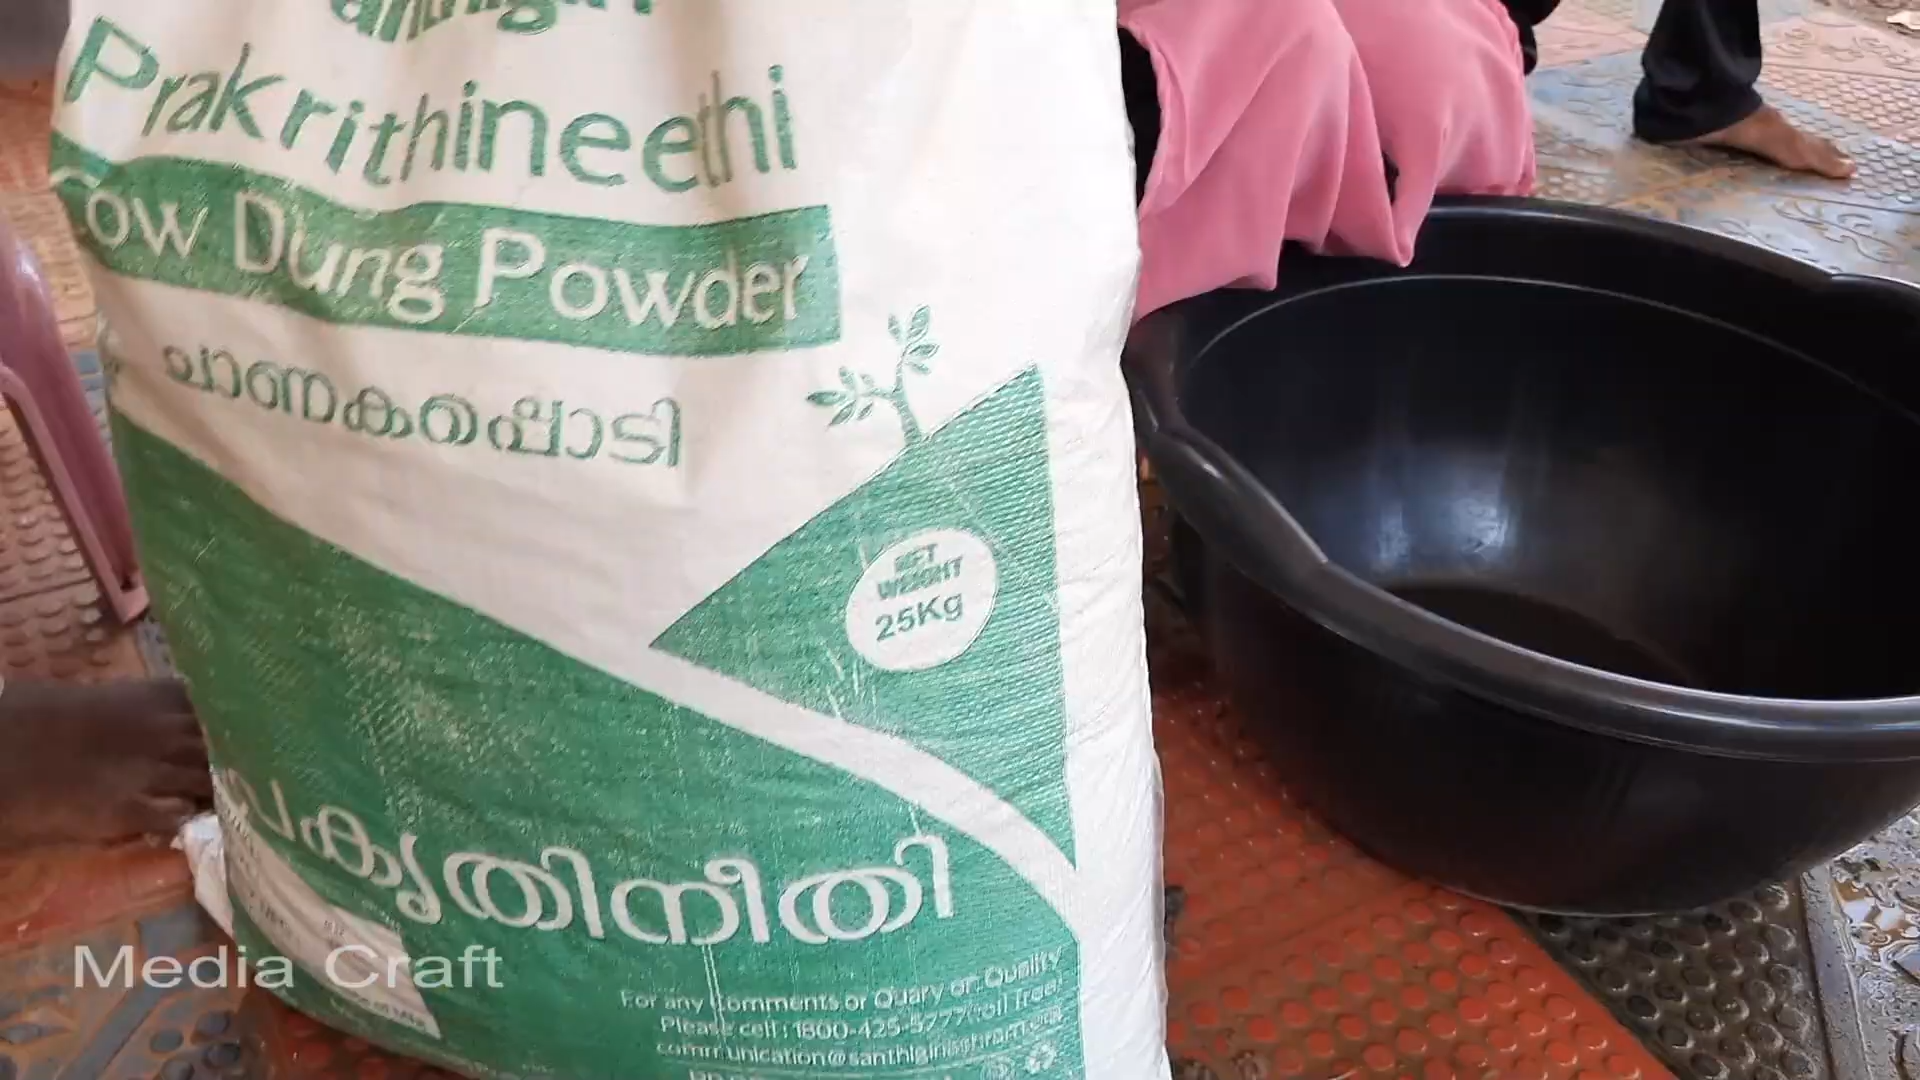 Prakrithineethi
Cow Dung Powder
ചാണകപ്പൊടി
NET
WEIGHT
25Kg
പ്രകൃതിനീതി
For any Comments or Quary on Quality
Please cell : 1800-425-5777(toll free)
Media Craft